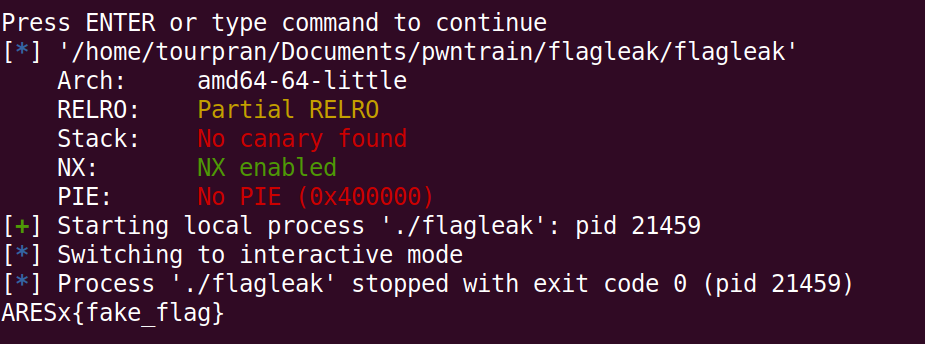 Press ENTER or type command to continue
[*] '/home/tourpran/Documents/pwntrain/flagleak/flagleak'
    Arch:     amd64-64-little
    RELRO:    Partial RELRO
    Stack:    No canary found
    NX:       NX enabled
    PIE:      No PIE (0x400000)
[+] Starting local process './flagleak': pid 21459
[*] Switching to interactive mode
[*] Process './flagleak' stopped with exit code 0 (pid 21459)
ARESx{fake_flag}